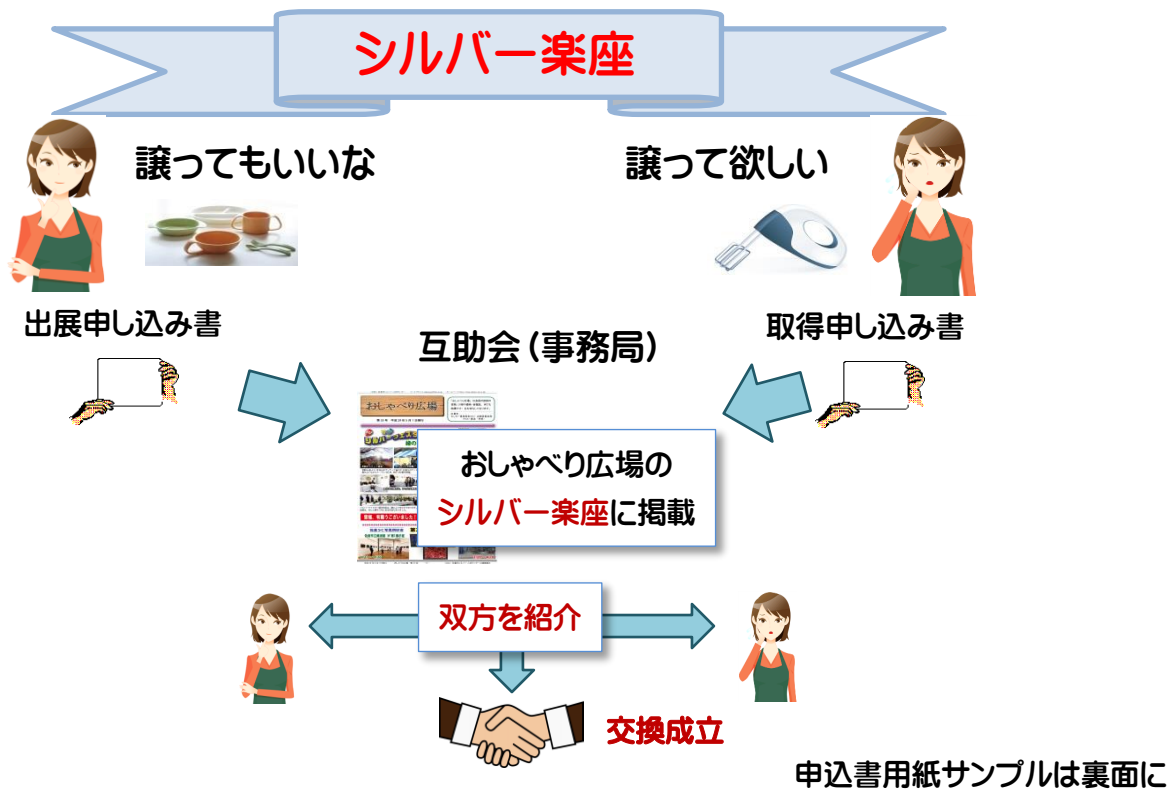 シルバー楽座
譲ってもいいな
譲って欲しい
出展申し込み書
取得申し込み書
互助会(事務局)
おしゃべり広場
おしゃべり広場の
シルバー楽座に掲載
双方を紹介
交換成立
申込書用紙サンプルは裏面に